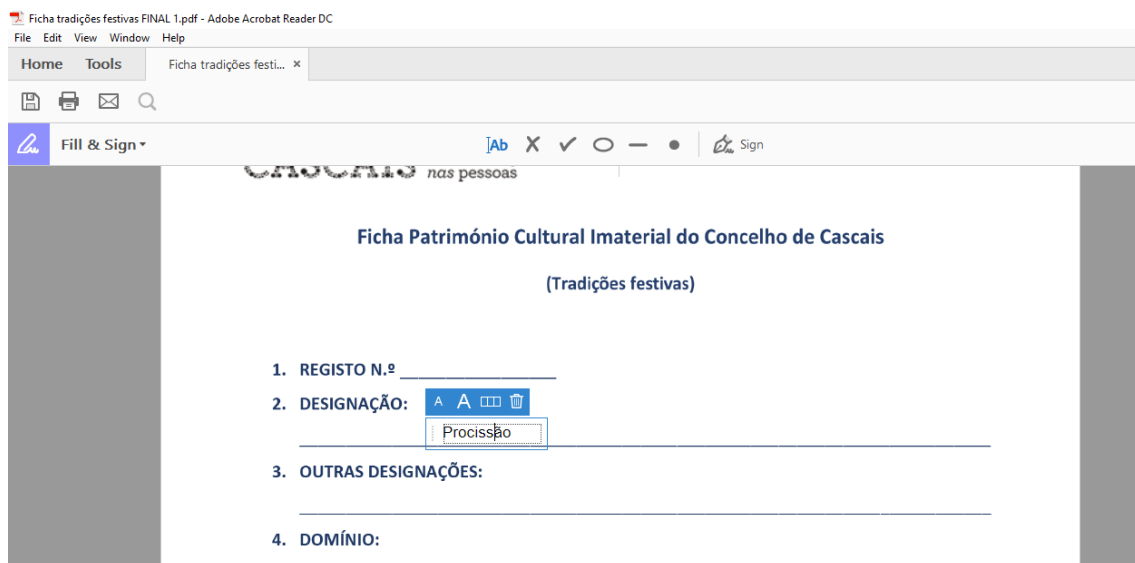 Ficha tradições festivas FINAL 1.pdf - Adobe Acrobat Reader DC
File Edit View Window Help
Home Tools Ficha tradições festi... ×
Fill & Sign Ab Sign
CASCAIS nas pessoas
Ficha Património Cultural Imaterial do Concelho de Cascais
(Tradições festivas)
1. REGISTO N.º __________________
2. DESIGNAÇÃO: A A
Procissão
3. OUTRAS DESIGNAÇÕES:
4. DOMÍNIO: